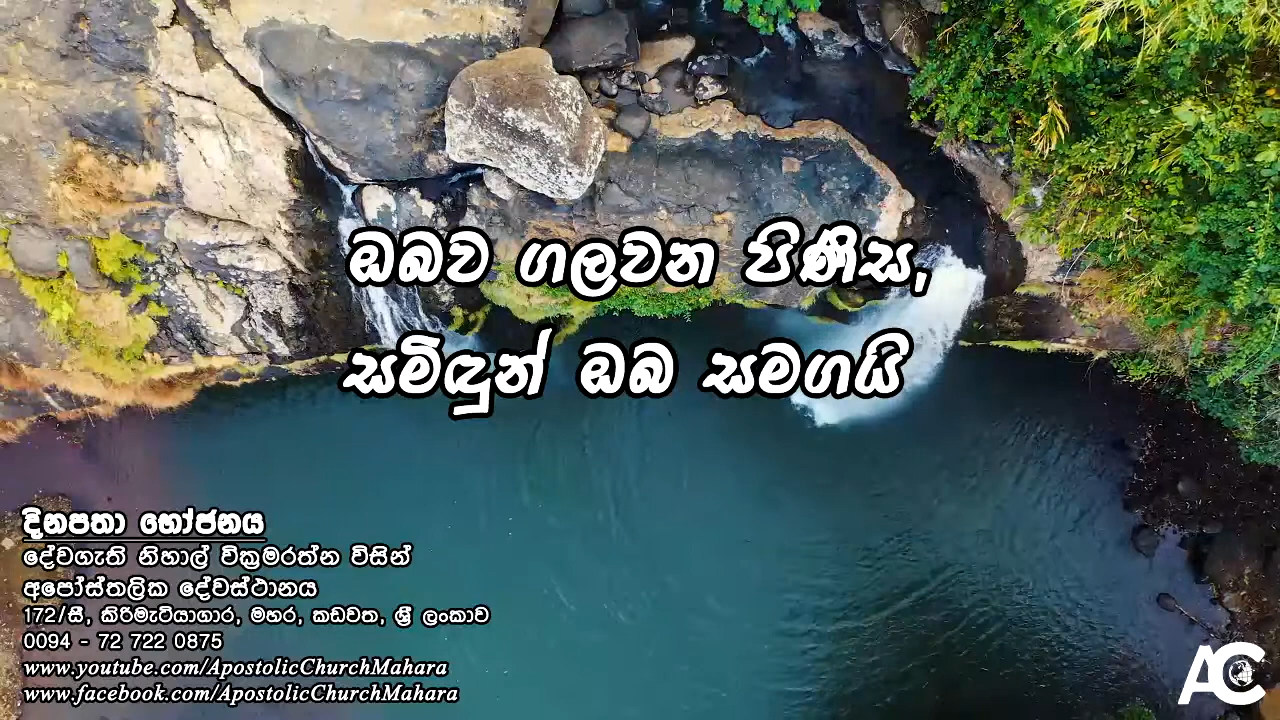 ඔබව ගලවන පිණිස,
සමිඳුන් ඔබ සමගයි
දිනපතා භෝජනය
දේවගැති නිහාල් වික්‍රමරත්න විසින්
අපෝස්තලික දේවස්ථානය
172/සී, කිරිමැටියාගාර, මහර, කඩවත, ශ්‍රී ලංකාව
0094 - 72 722 0875
www.youtube.com/ApostolicChurchMahara
www.facebook.com/ApostolicChurchMahara
AC